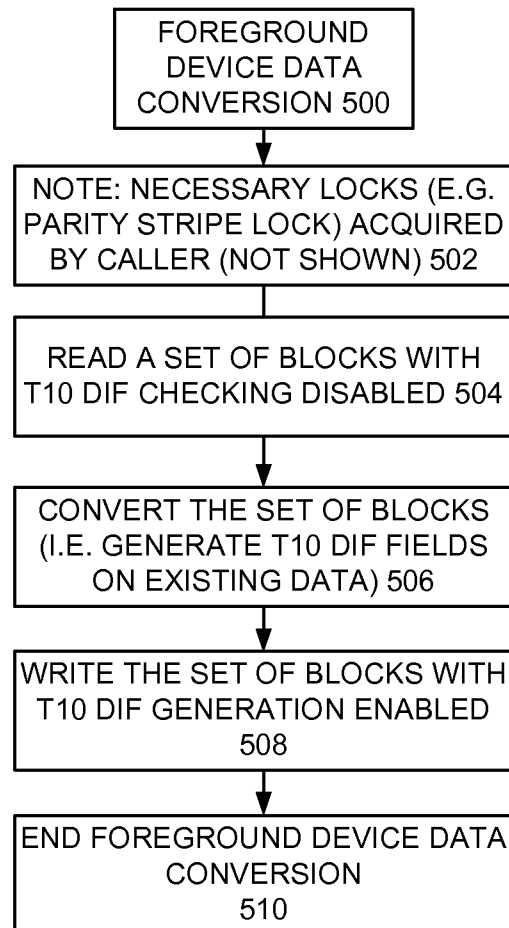 FOREGROUND
DEVICE DATA
CONVERSION 500
NOTE: NECESSARY LOCKS (E.G.
PARITY STRIPE LOCK) ACQUIRED
BY CALLER (NOT SHOWN) 502
READ A SET OF BLOCKS WITH
T10 DIF CHECKING DISABLED 504
CONVERT THE SET OF BLOCKS
(I.E. GENERATE T10 DIF FIELDS
ON EXISTING DATA) 506
WRITE THE SET OF BLOCKS WITH
T10 DIF GENERATION ENABLED
508
END FOREGROUND DEVICE DATA
CONVERSION
510